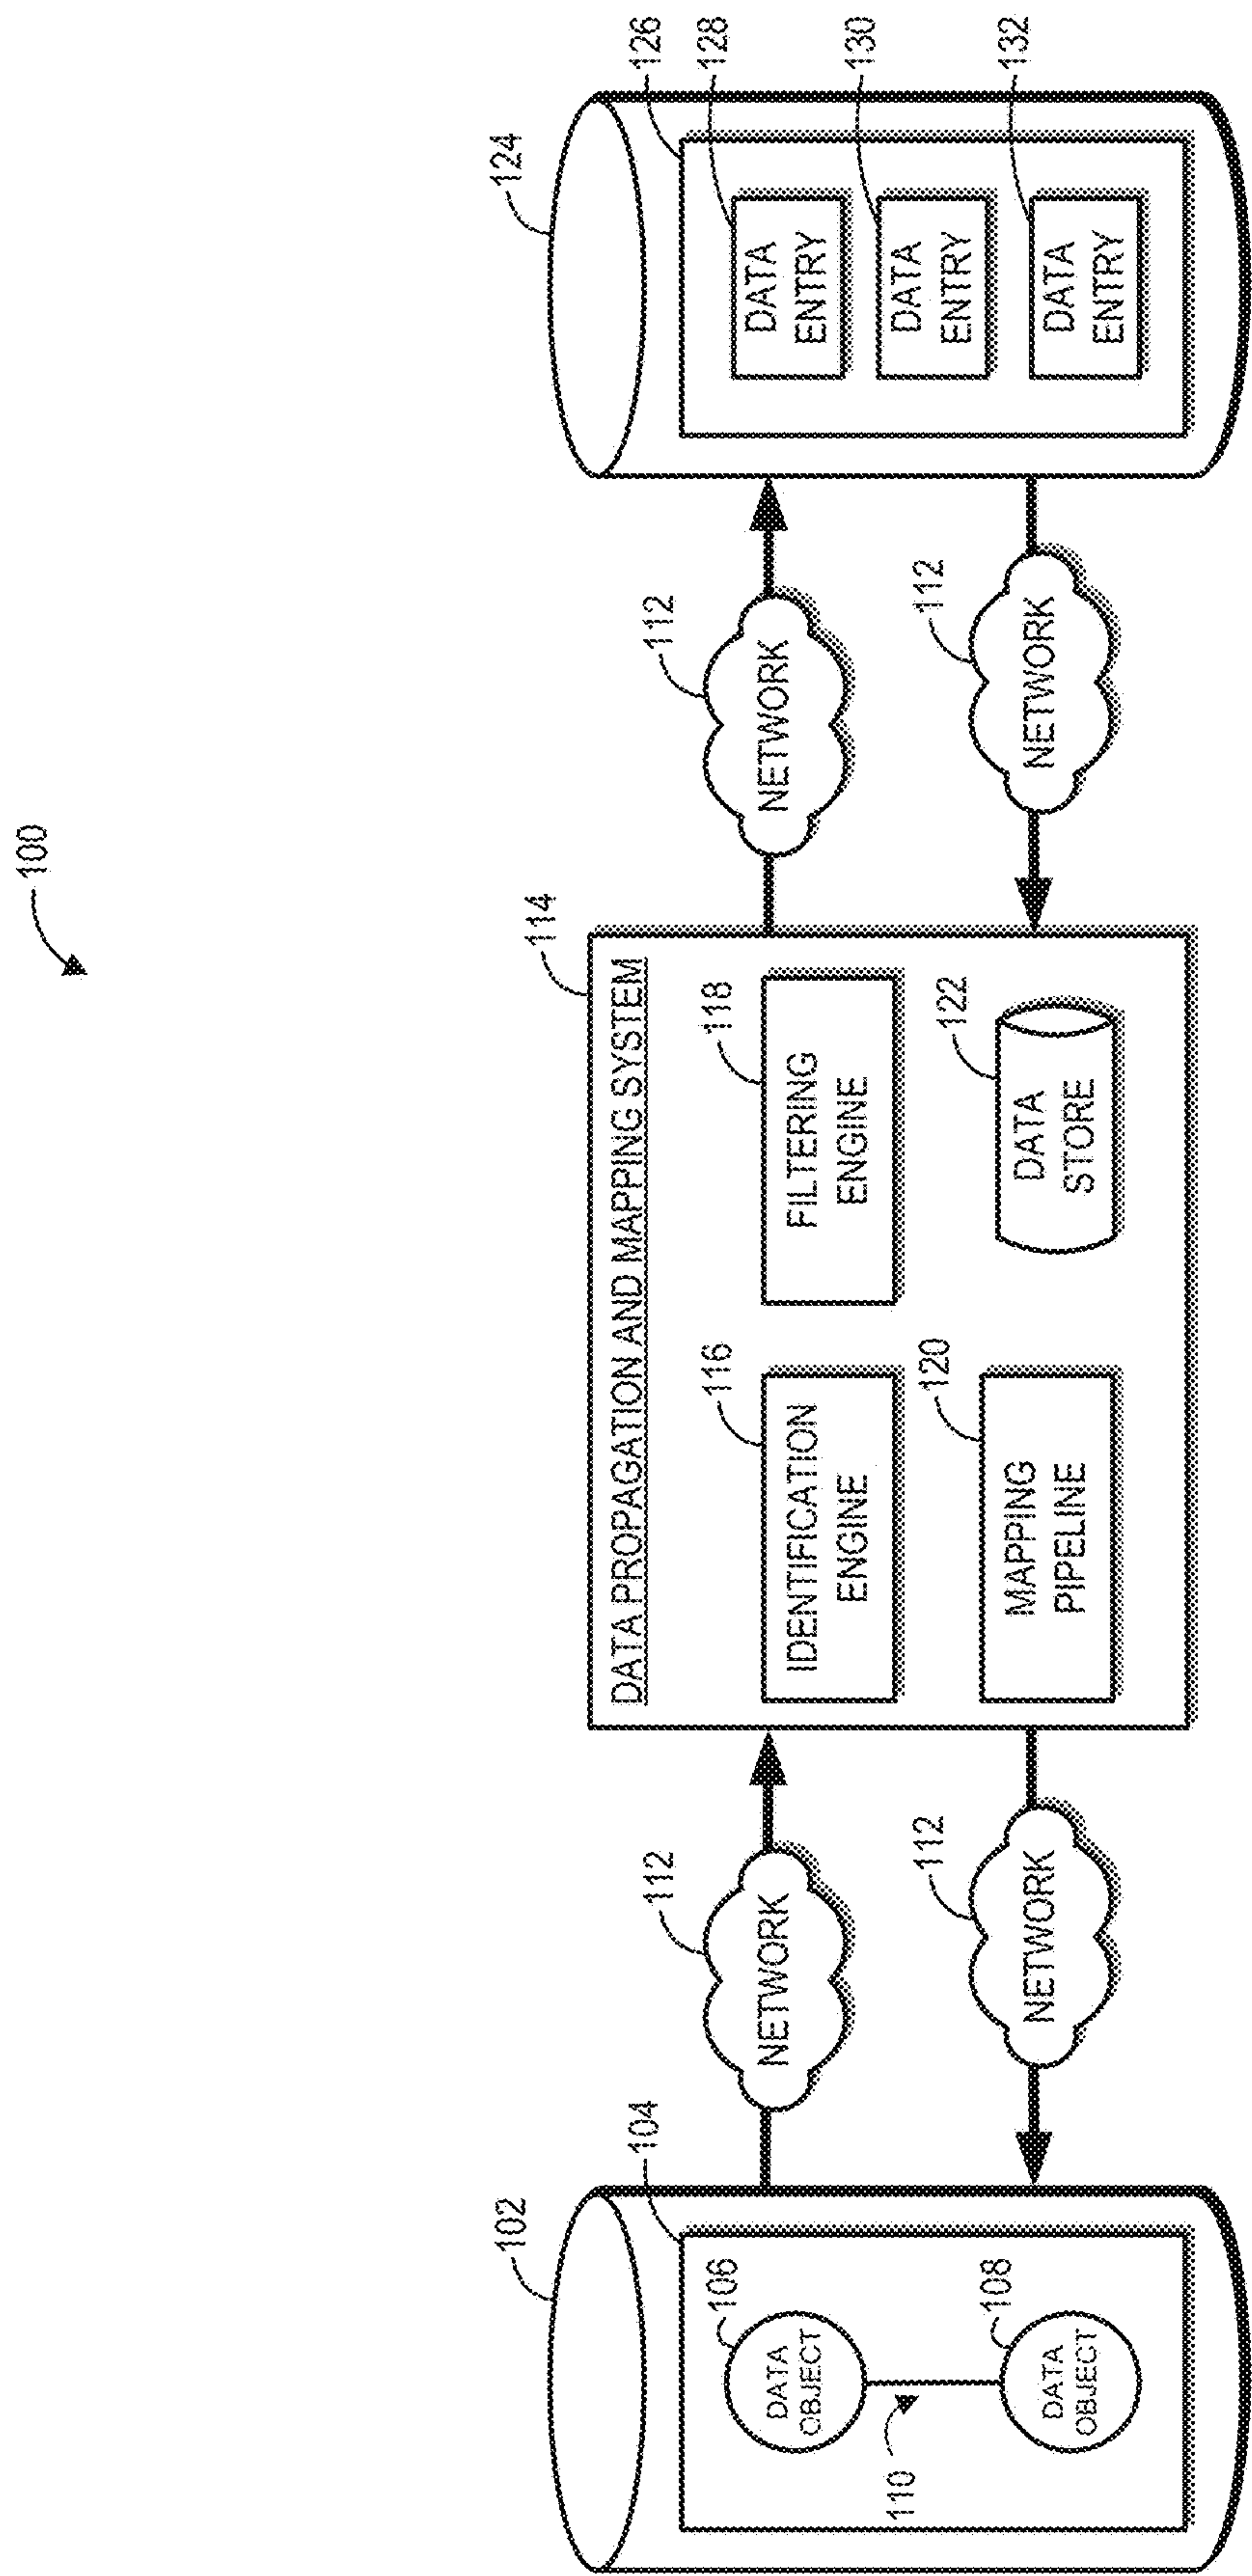 100
102
104
106
DATA
OBJECT
110
108
DATA
OBJECT
112
NETWORK
112
NETWORK
114
DATA PROPAGATION AND MAPPING SYSTEM
116
IDENTIFICATION
ENGINE
118
FILTERING
ENGINE
120
MAPPING
PIPELINE
122
DATA
STORE
112
NETWORK
112
NETWORK
124
126
128
DATA
ENTRY
130
DATA
ENTRY
132
DATA
ENTRY